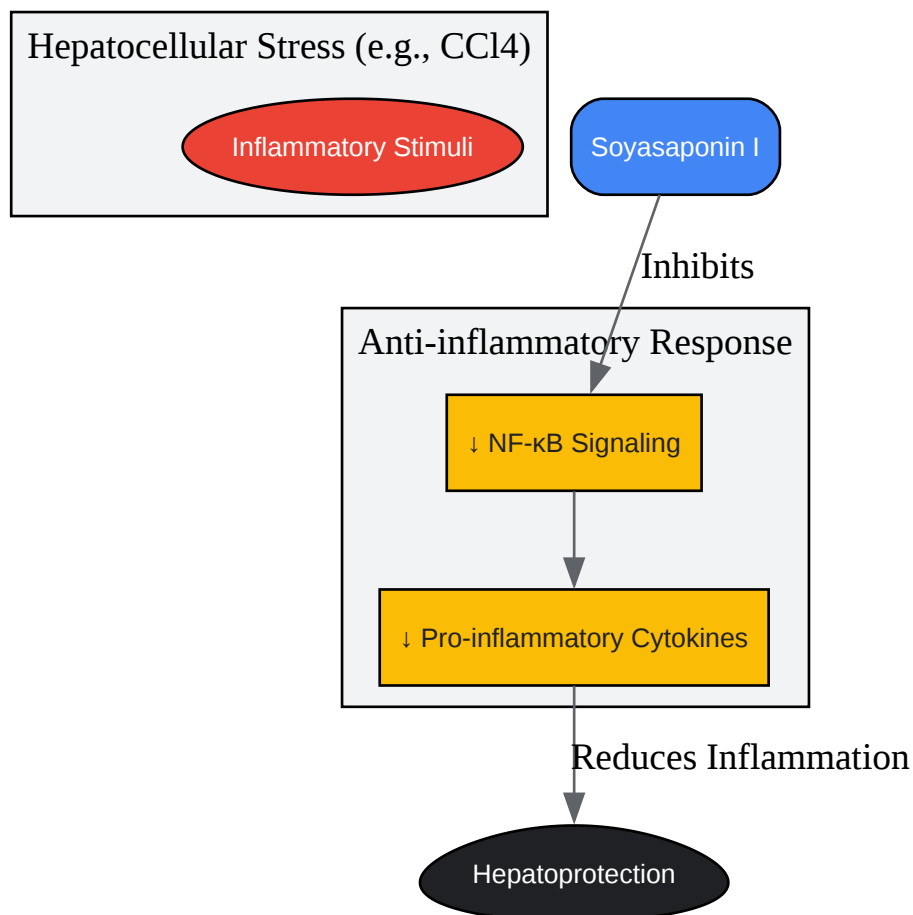 Hepatocellular Stress (e.g., CCl4)
Inflammatory Stimuli
Soyasaponin I
Inhibits
Anti-inflammatory Response
↓ NF-κB Signaling
↓ Pro-inflammatory Cytokines
Reduces Inflammation
Hepatoprotection